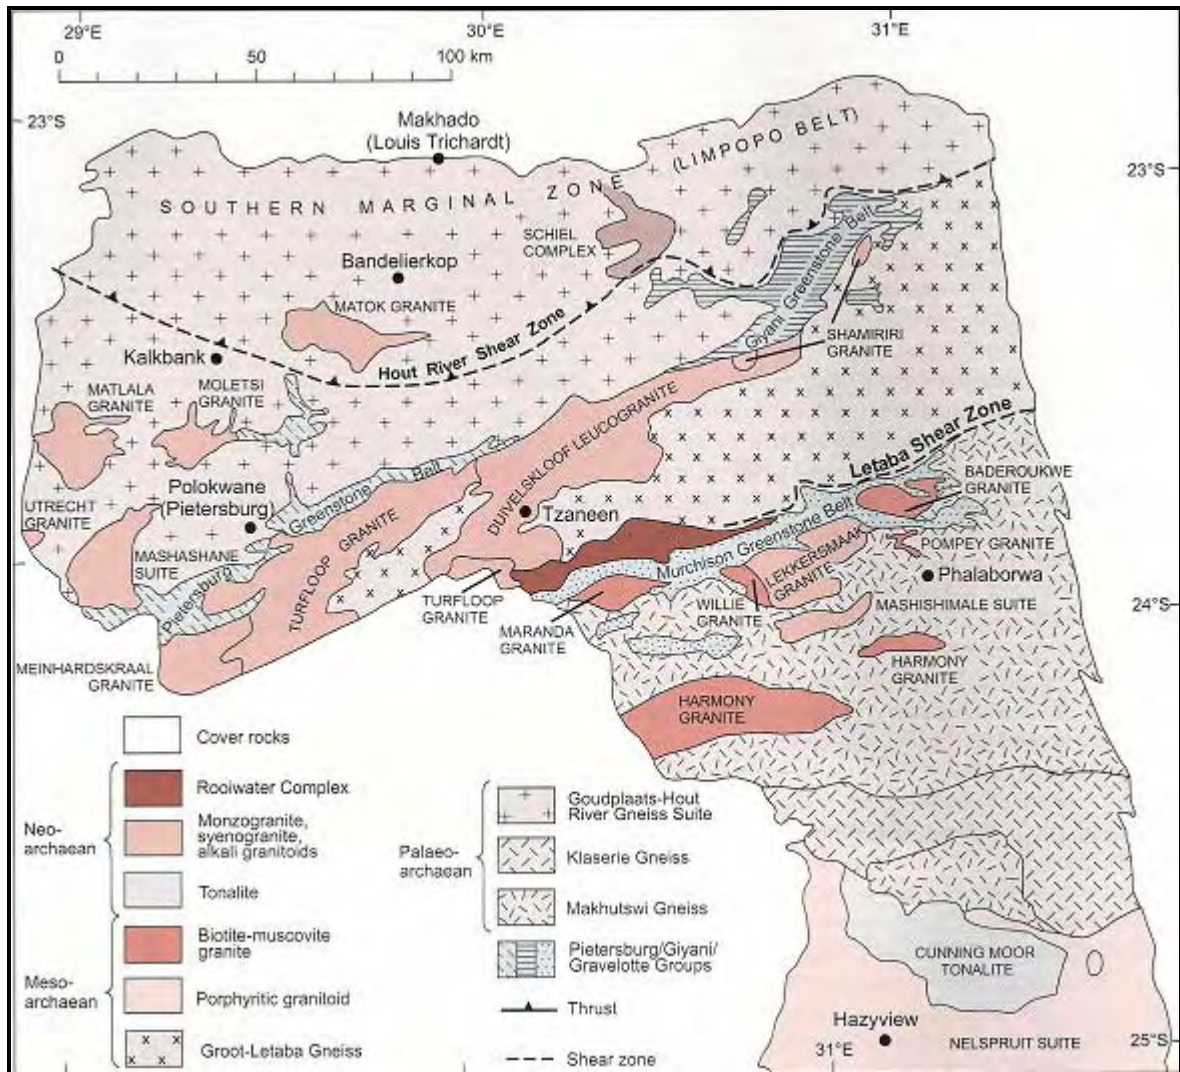 29°E
30°E
31°E
0
50
100 km
23°S
Makhado
(Louis Trichardt)
(LIMPOPO BELT)
23°S
SOUTHERN MARGINAL ZONE
SCHIEL
COMPLEX
Bandelierkop
Giyani Greenstone Belt
MATOK GRANITE
Hout River Shear Zone
SHAMIRIRI
GRANITE
Kalkbank
MATLALA
GRANITE
MOLETSI
GRANITE
DUIVELSKLOOF LEUCOGRANITE
Letaba Shear Zone
BADEROUKWE
GRANITE
Polokwane
(Pietersburg)
UTRECHT
GRANITE
Pietersburg Greenstone Belt
Tzaneen
MASHASHANE
SUITE
TURFLOOP GRANITE
Murchison Greenstone Belt
POMPEY GRANITE
LEKKERSMAAK
GRANITE
Phalaborwa
TURFLOOP
GRANITE
WILLIE
GRANITE
MASHISHIMALE SUITE
24°S
MARANDA
GRANITE
MEINHARDSKRAAL
GRANITE
HARMONY
GRANITE
HARMONY
GRANITE
Cover rocks
Neo-
archaean
Rooiwater Complex
Monzogranite,
syenogranite,
alkali granitoids
Tonalite
Meso-
archaean
Biotite-muscovite
granite
Porphyritic granitoid
Groot-Letaba Gneiss
Palaeo-
archaean
Goudplaats-Hout
River Gneiss Suite
Klaserie Gneiss
Makhutswi Gneiss
Pietersburg/Giyani/
Gravelotte Groups
Thrust
Shear zone
CUNNING MOOR
TONALITE
Hazyview
31°E
NELSPRUIT SUITE
25°S